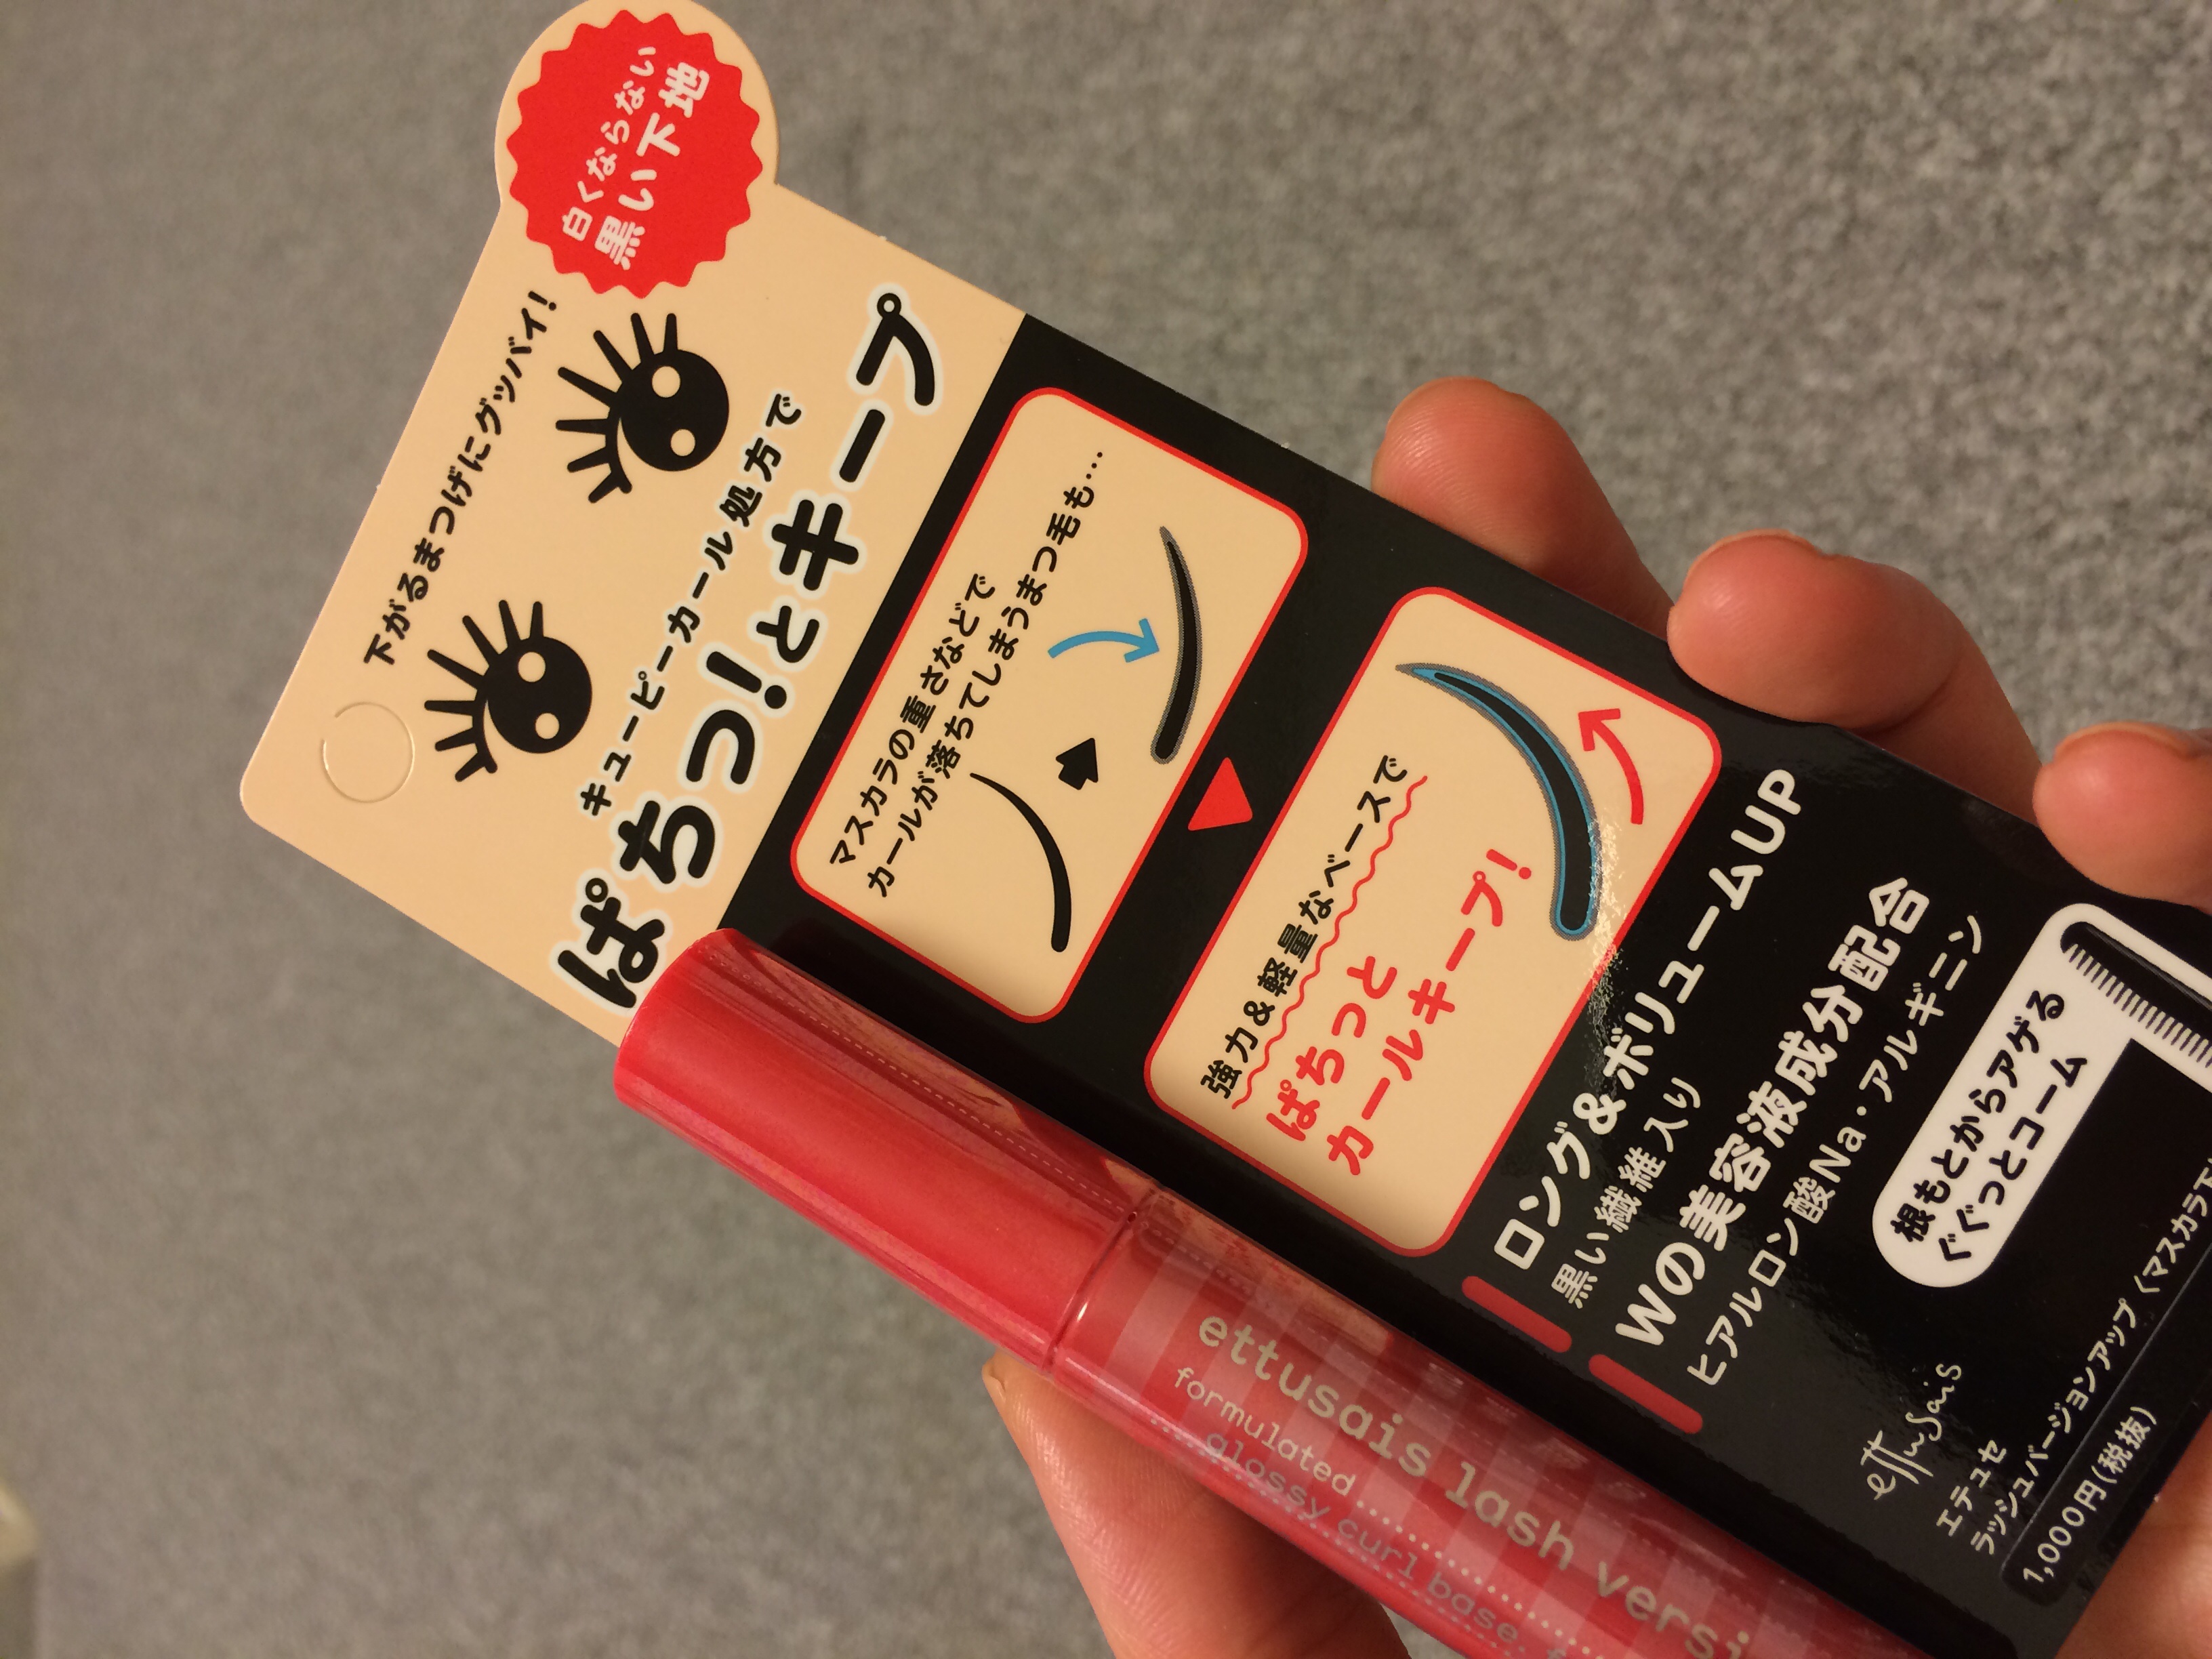 白くならない
黒い下地
下がるまつげにグッバイ!
キューピーカール処方で
ぱちっ!とキープ
マスカラの重さなどで
カールが落ちてしまうまつ毛も…
強力&軽量なベースで
ぱちっと
カールキープ!
ロング&ボリュームUP
黒い繊維入り
Wの美容液成分配合
ヒアルロン酸Na・アルギニン
根もとからアゲる
ぐぐっとコーム
ettusais
エテュセ
ラッシュバージョンアップ〈マスカラ
1,000円(税抜)
ettusais lash versi
formulated
glossy curl base.